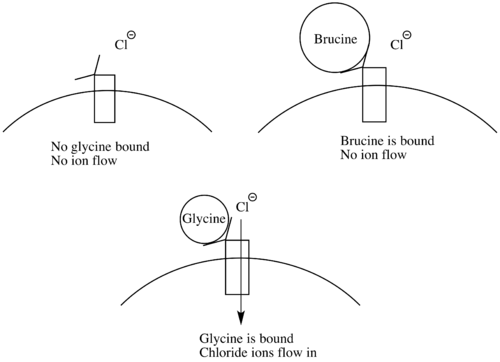 Cl⊖
No glycine bound
No ion flow
Brucine
Cl⊖
Brucine is bound
No ion flow
Glycine
Cl⊖
Glycine is bound
Chloride ions flow in